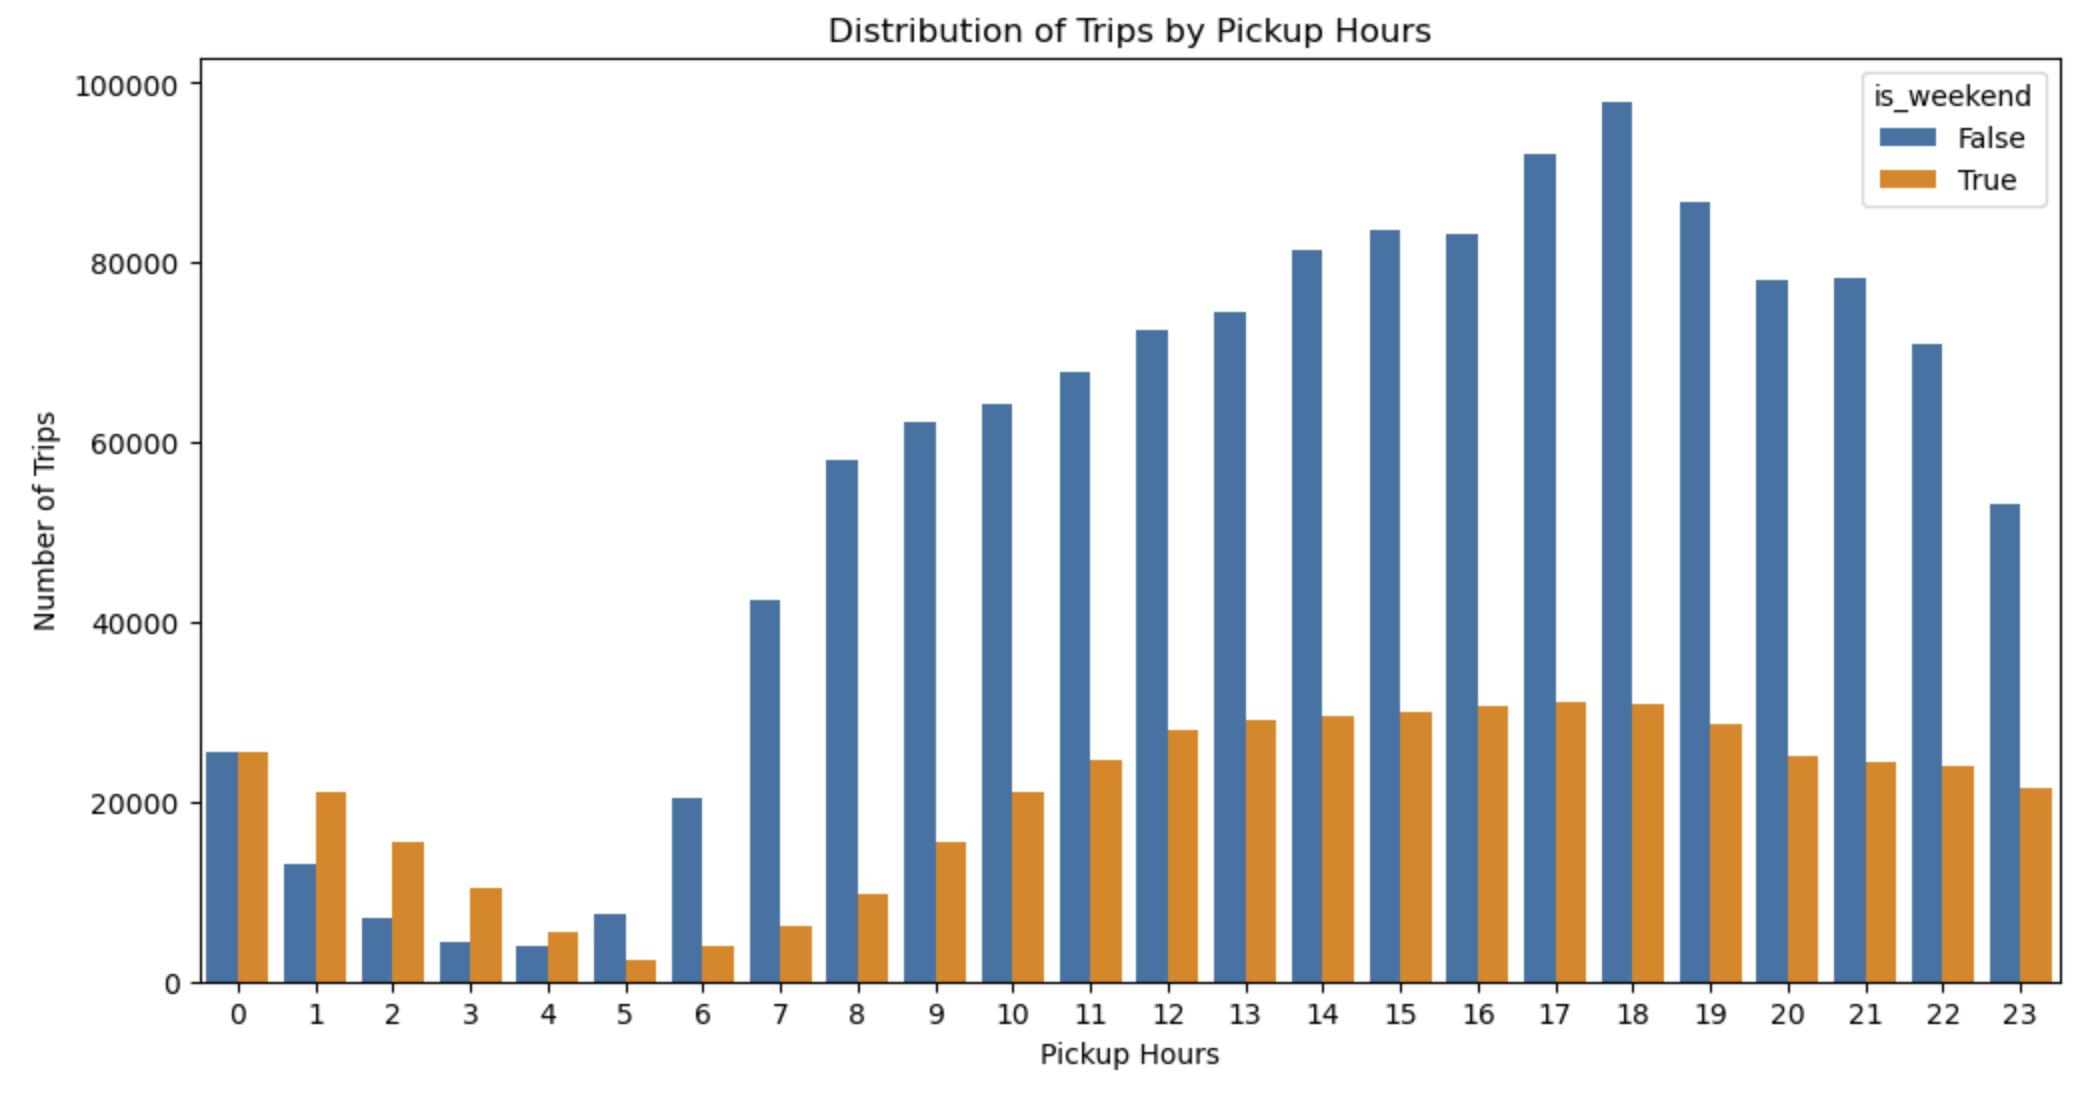 Distribution of Trips by Pickup Hours
is_weekend
False
True
100000
80000
60000
40000
20000
0
Number of Trips
0 1 2 3 4 5 6 7 8 9 10 11 12 13 14 15 16 17 18 19 20 21 22 23
Pickup Hours